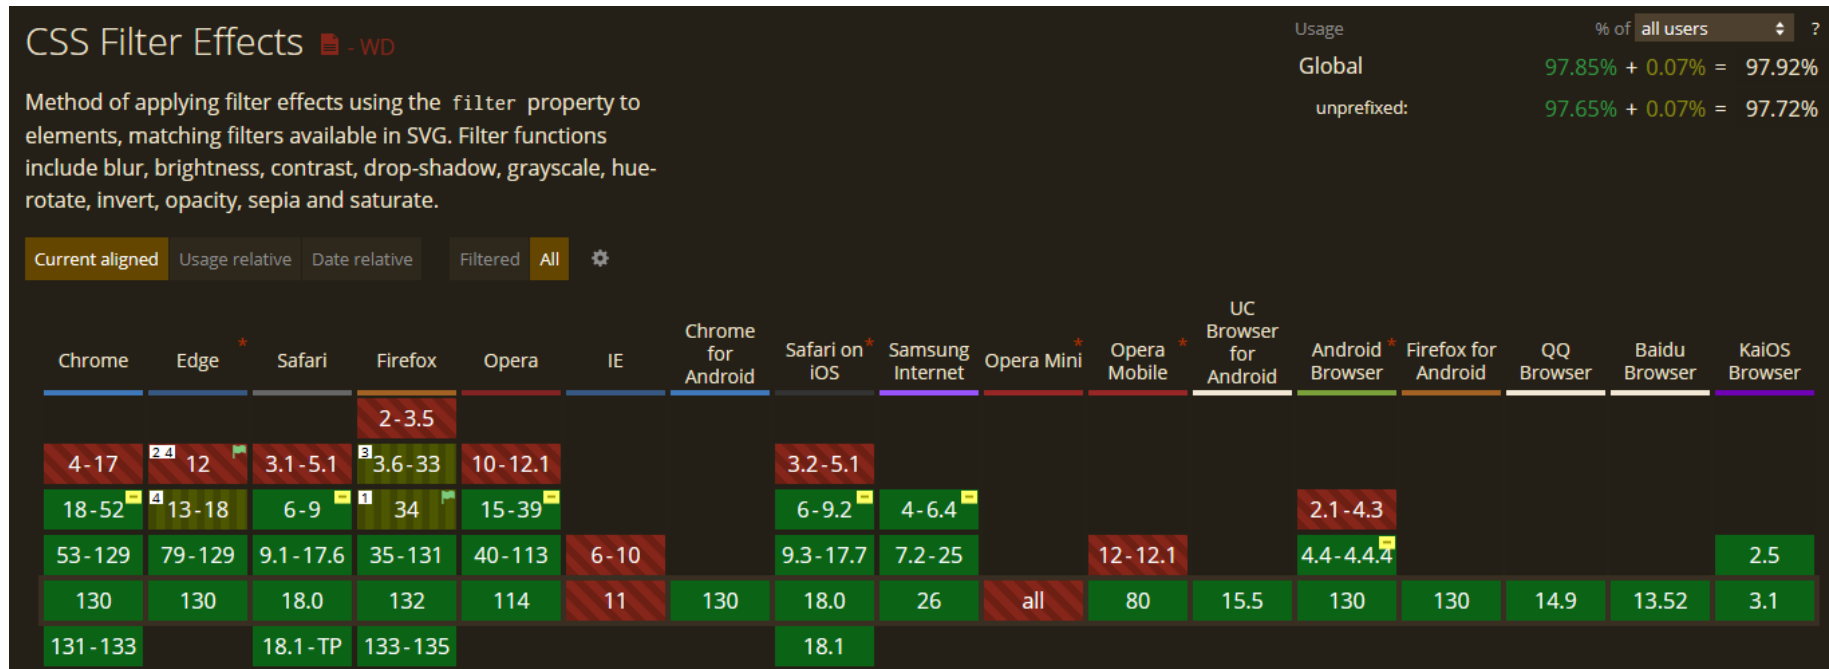 CSS Filter Effects - WD
Usage % of all users ?
Global 97.85% + 0.07% = 97.92%
unprefixed: 97.65% + 0.07% = 97.72%
Method of applying filter effects using the filter property to
elements, matching filters available in SVG. Filter functions
include blur, brightness, contrast, drop-shadow, grayscale, hue-
rotate, invert, opacity, sepia and saturate.
Current aligned Usage relative Date relative Filtered All
Chrome
Edge *
Safari
Firefox
Opera
IE
Chrome
for
Android
Safari on *
iOS
Samsung
Internet
Opera Mini *
Opera *
Mobile
UC
Browser
for
Android
Android *
Browser
Firefox for
Android
QQ
Browser
Baidu
Browser
KaiOS
Browser
2-3.5
4-17 2 4 12 3.1-5.1 3 3.6-33 10-12.1 3.2-5.1
18-52 4 13-18 6-9 1 34 15-39 6-9.2 4-6.4 2.1-4.3
53-129 79-129 9.1-17.6 35-131 40-113 6-10 9.3-17.7 7.2-25 12-12.1 4.4-4.4.4 2.5
130 130 18.0 132 114 11 130 18.0 26 all 80 15.5 130 130 14.9 13.52 3.1
131-133 18.1-TP 133-135 18.1